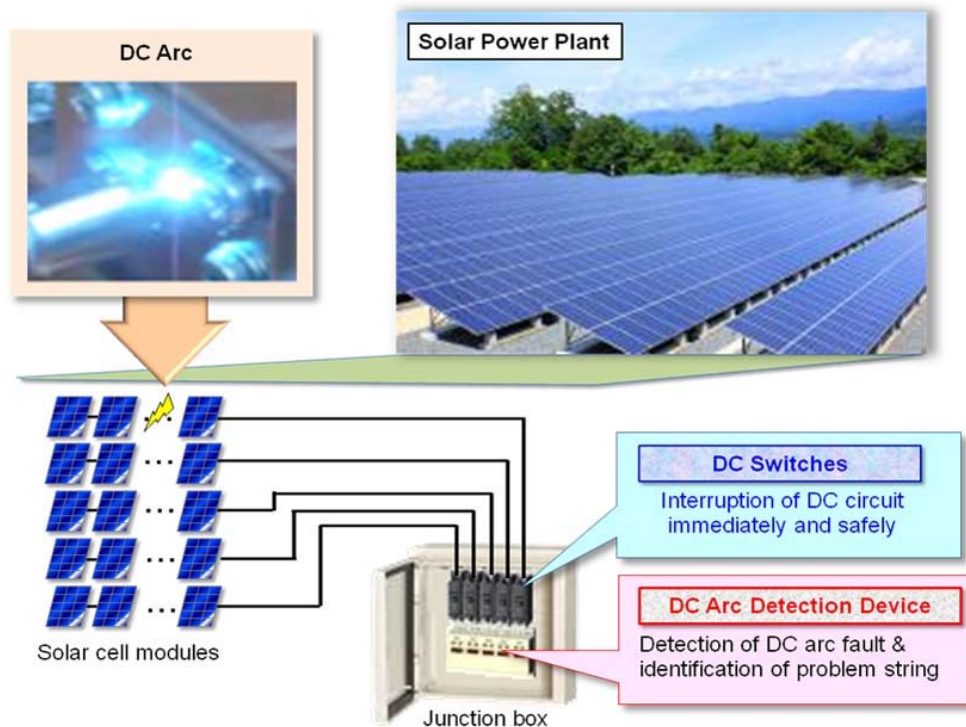 DC Arc
Solar Power Plant
DC Switches
Interruption of DC circuit
immediately and safely
DC Arc Detection Device
Detection of DC arc fault &
identification of problem string
Solar cell modules
Junction box